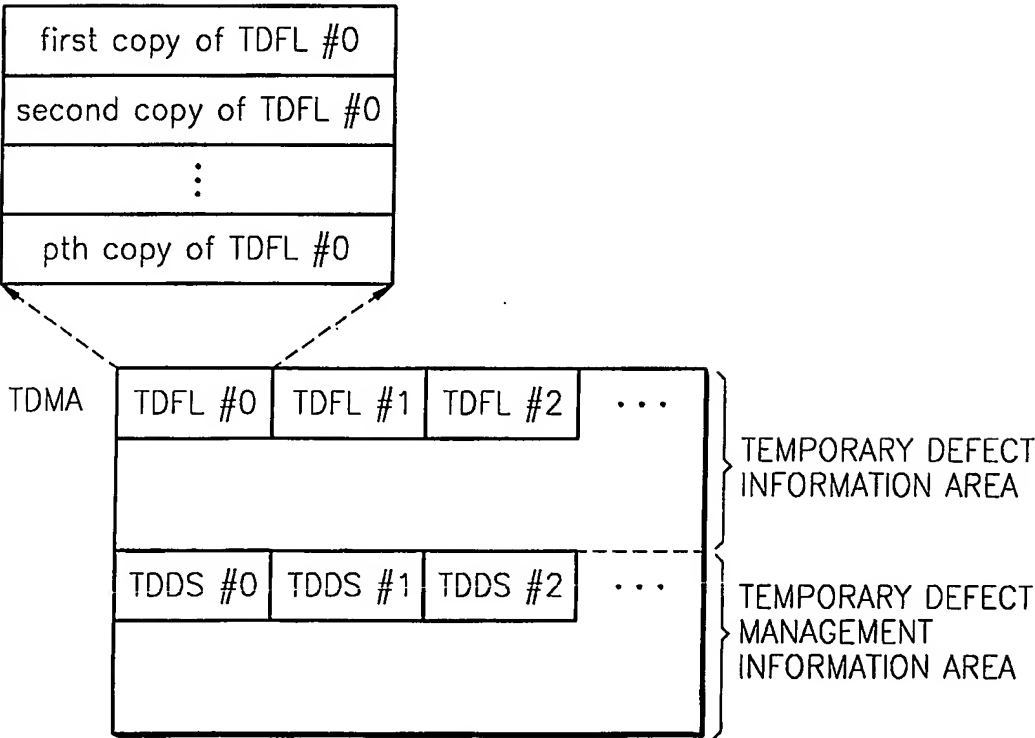 first copy of TDFL #0
second copy of TDFL #0
⋮
pth copy of TDFL #0
TDMA
TDFL #0
TDFL #1
TDFL #2
...
TEMPORARY DEFECT
INFORMATION AREA
TDDS #0
TDDS #1
TDDS #2
...
TEMPORARY DEFECT
MANAGEMENT
INFORMATION AREA